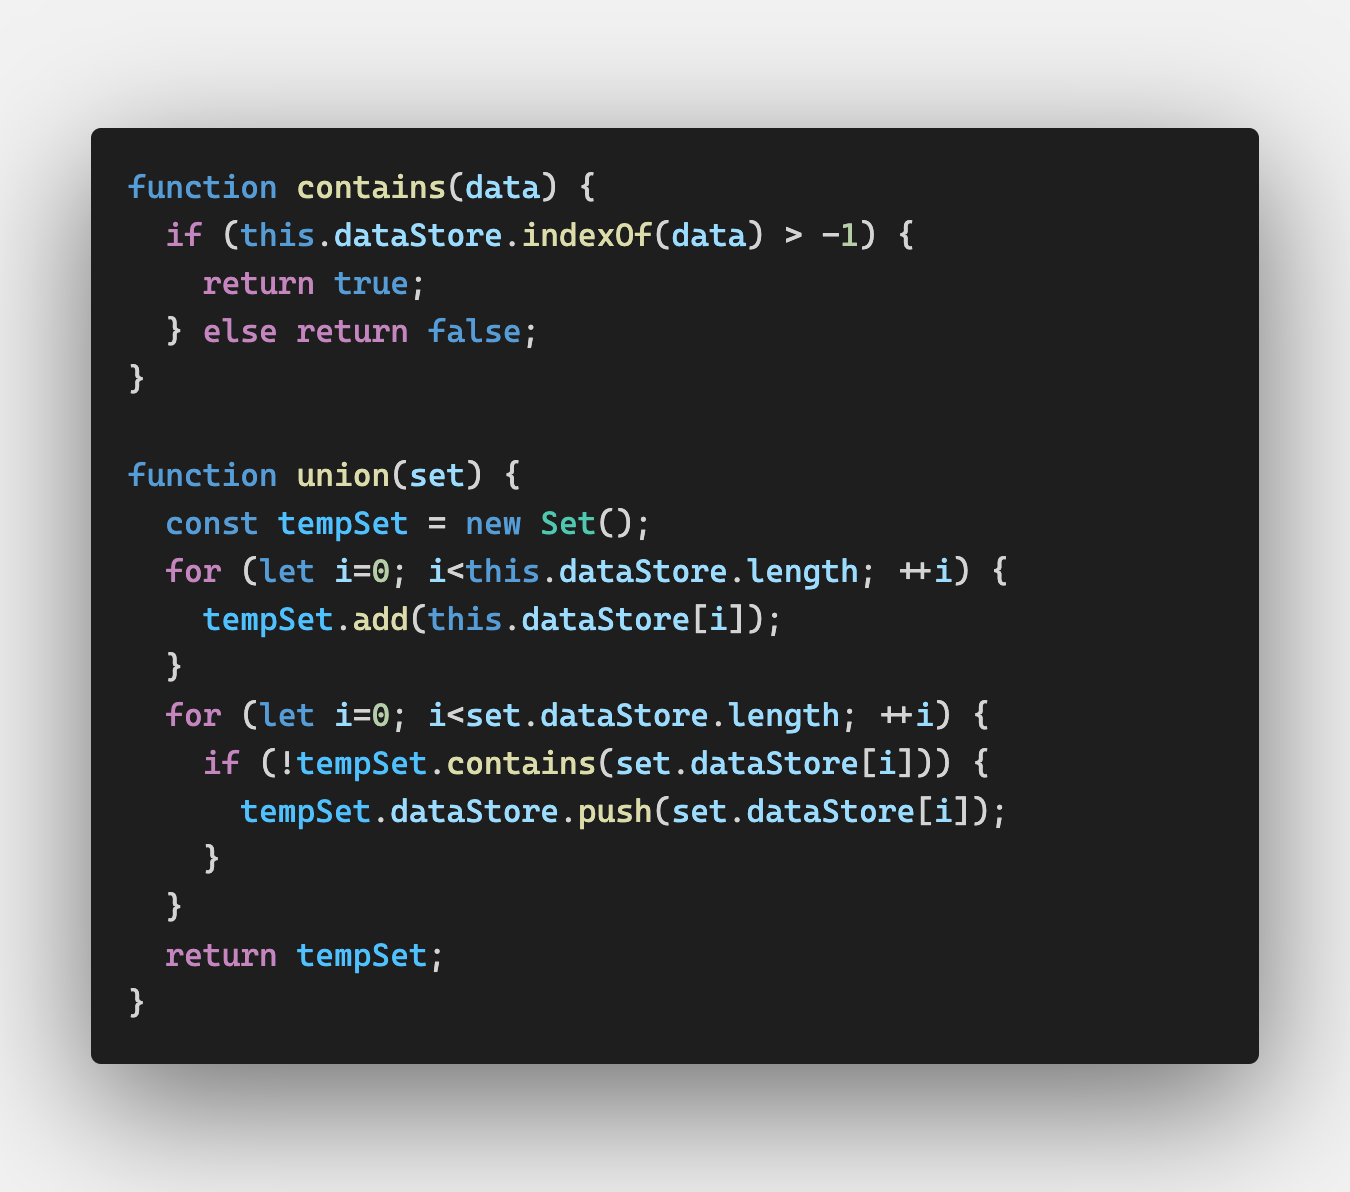 function contains(data) {
  if (this.dataStore.indexOf(data) > -1) {
    return true;
  } else return false;
}

function union(set) {
  const tempSet = new Set();
  for (let i=0; i<this.dataStore.length; ++i) {
    tempSet.add(this.dataStore[i]);
  }
  for (let i=0; i<set.dataStore.length; ++i) {
    if (!tempSet.contains(set.dataStore[i])) {
      tempSet.dataStore.push(set.dataStore[i]);
    }
  }
  return tempSet;
}